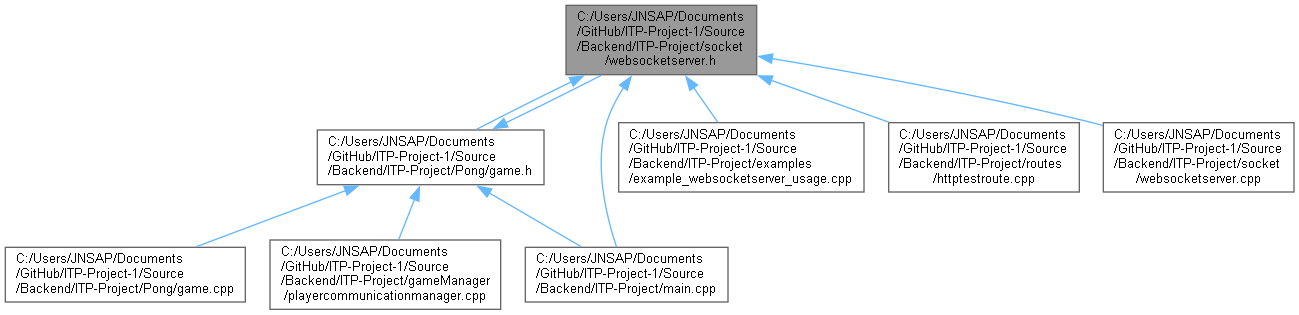 C:/Users/JNSAP/Documents
/GitHub/ITP-Project-1/Source
/Backend/ITP-Project/socket
/websocketserver.h
C:/Users/JNSAP/Documents
/GitHub/ITP-Project-1/Source
/Backend/ITP-Project/Pong/game.h
C:/Users/JNSAP/Documents
/GitHub/ITP-Project-1/Source
/Backend/ITP-Project/examples
/example_websocketserver_usage.cpp
C:/Users/JNSAP/Documents
/GitHub/ITP-Project-1/Source
/Backend/ITP-Project/routes
/httptestroute.cpp
C:/Users/JNSAP/Documents
/GitHub/ITP-Project-1/Source
/Backend/ITP-Project/socket
/websocketserver.cpp
C:/Users/JNSAP/Documents
/GitHub/ITP-Project-1/Source
/Backend/ITP-Project/Pong/game.cpp
C:/Users/JNSAP/Documents
/GitHub/ITP-Project-1/Source
/Backend/ITP-Project/gameManager
/playercommunicationmanager.cpp
C:/Users/JNSAP/Documents
/GitHub/ITP-Project-1/Source
/Backend/ITP-Project/main.cpp